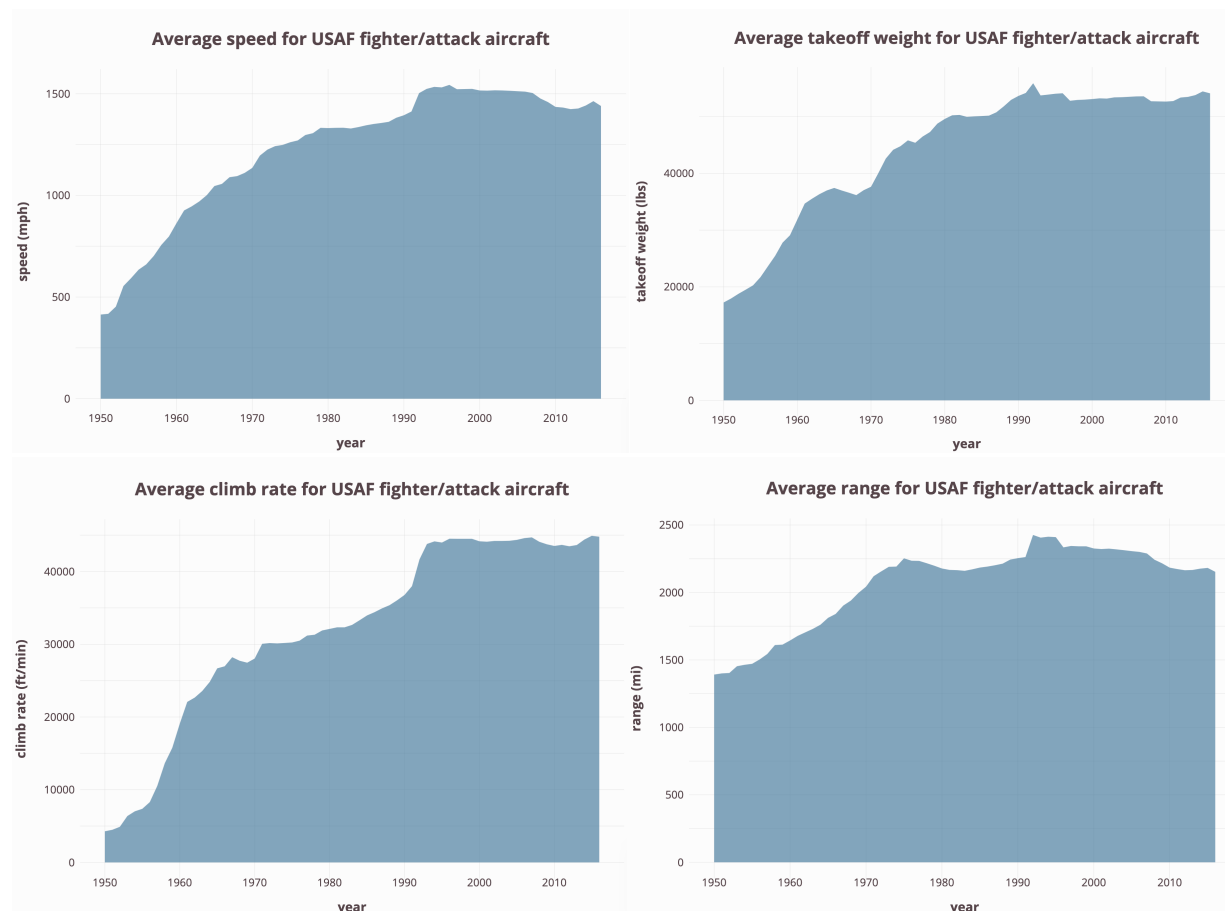 Average speed for USAF fighter/attack aircraft
1500
1000
500
0
speed (mph)
1950 1960 1970 1980 1990 2000 2010
year
Average takeoff weight for USAF fighter/attack aircraft
40000
20000
0
takeoff weight (lbs)
1950 1960 1970 1980 1990 2000 2010
year
Average climb rate for USAF fighter/attack aircraft
40000
30000
20000
10000
0
climb rate (ft/min)
1950 1960 1970 1980 1990 2000 2010
year
Average range for USAF fighter/attack aircraft
2500
2000
1500
1000
500
0
range (mi)
1950 1960 1970 1980 1990 2000 2010
year